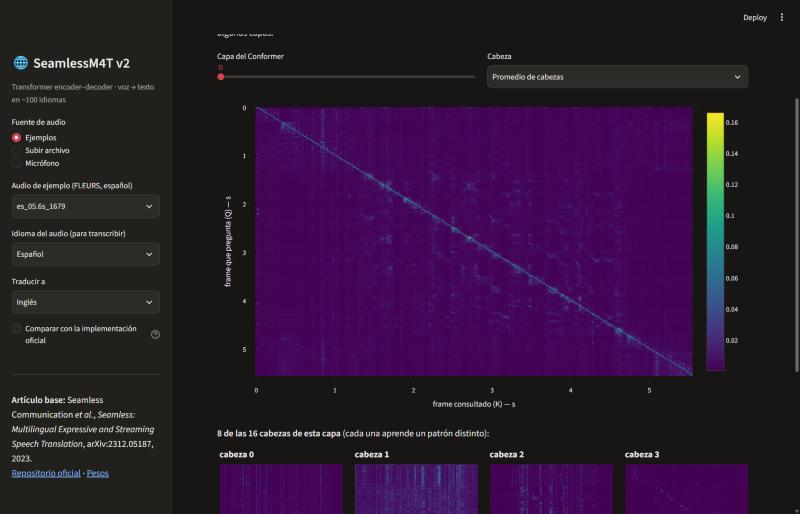 Deploy
SeamlessM4T v2
Transformer encoder-decoder · voz → texto
en ~100 idiomas
Fuente de audio
Ejemplos
Subir archivo
Micrófono
Audio de ejemplo (FLEURS, español)
es_05.6s_1679
Idioma del audio (para transcribir)
Español
Traducir a
Inglés
Comparar con la implementación
oficial
Artículo base: Seamless
Communication et al., Seamless:
Multilingual Expressive and Streaming
Speech Translation, arXiv:2312.05187,
2023.
Repositorio oficial · Pesos
algunas capas.
Capa del Conformer
0
Cabeza
Promedio de cabezas
frame que pregunta (Q) — s
0
1
2
3
4
5
0 1 2 3 4 5
frame consultado (K) — s
0.16
0.14
0.12
0.1
0.08
0.06
0.04
0.02
8 de las 16 cabezas de esta capa (cada una aprende un patrón distinto):
cabeza 0 cabeza 1 cabeza 2 cabeza 3